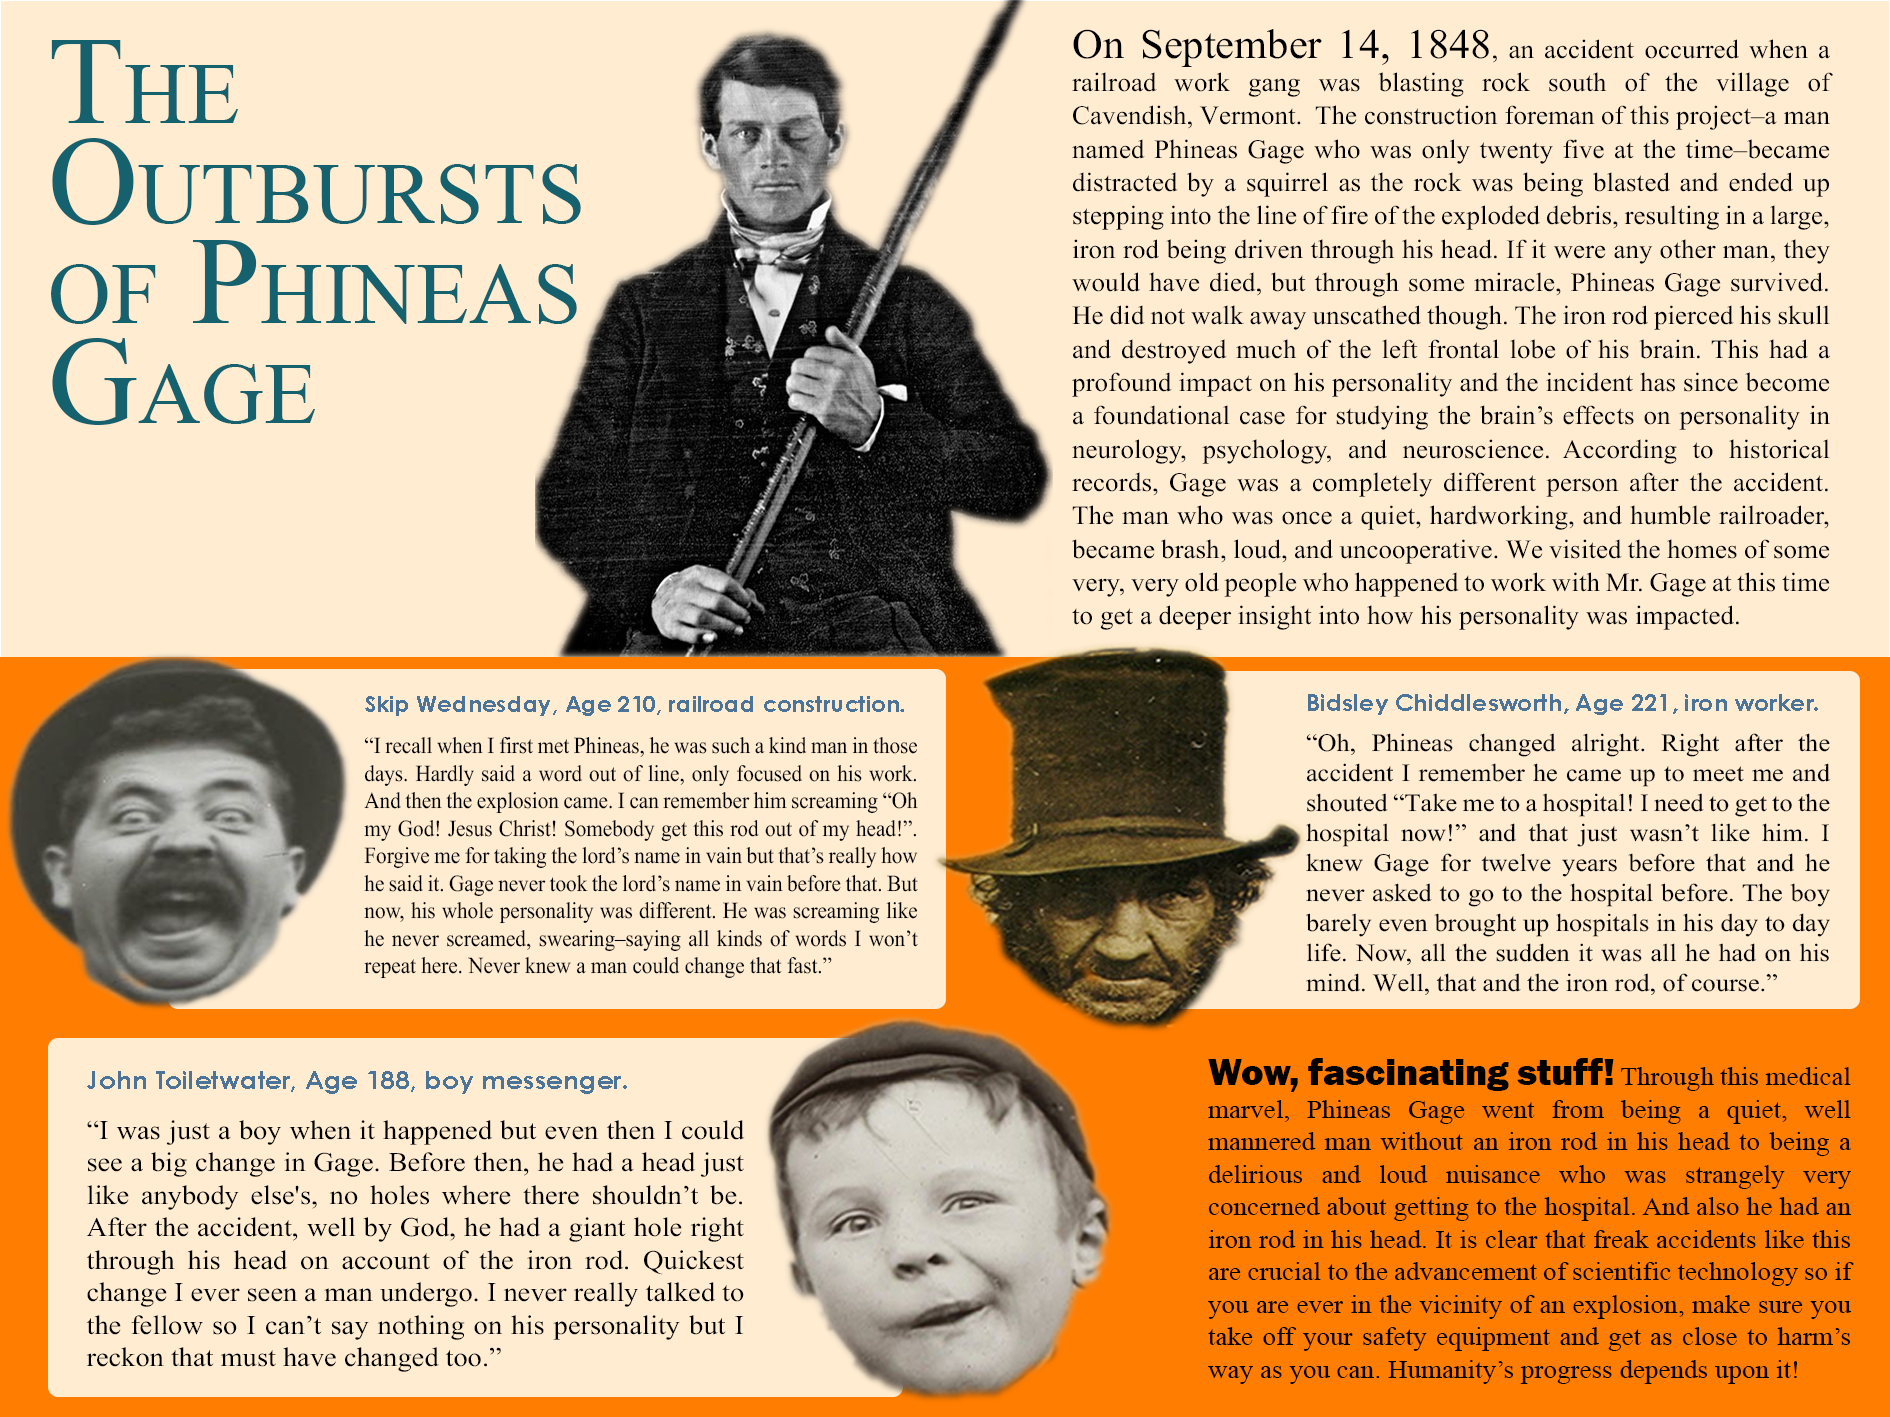 THE
OUTBURSTS
OF PHINEAS
GAGE
On September 14, 1848, an accident occurred when a
railroad work gang was blasting rock south of the village of
Cavendish, Vermont. The construction foreman of this project–a man
named Phineas Gage who was only twenty five at the time–became
distracted by a squirrel as the rock was being blasted and ended up
stepping into the line of fire of the exploded debris, resulting in a large,
iron rod being driven through his head. If it were any other man, they
would have died, but through some miracle, Phineas Gage survived.
He did not walk away unscathed though. The iron rod pierced his skull
and destroyed much of the left frontal lobe of his brain. This had a
profound impact on his personality and the incident has since become
a foundational case for studying the brain’s effects on personality in
neurology, psychology, and neuroscience. According to historical
records, Gage was a completely different person after the accident.
The man who was once a quiet, hardworking, and humble railroader,
became brash, loud, and uncooperative. We visited the homes of some
very, very old people who happened to work with Mr. Gage at this time
to get a deeper insight into how his personality was impacted.
Skip Wednesday, Age 210, railroad construction.
“I recall when I first met Phineas, he was such a kind man in those
days. Hardly said a word out of line, only focused on his work.
And then the explosion came. I can remember him screaming “Oh
my God! Jesus Christ! Somebody get this rod out of my head!”.
Forgive me for taking the lord’s name in vain but that’s really how
he said it. Gage never took the lord’s name in vain before that. But
now, his whole personality was different. He was screaming like
he never screamed, swearing–saying all kinds of words I won’t
repeat here. Never knew a man could change that fast.”
Bidsley Chiddlesworth, Age 221, iron worker.
“Oh, Phineas changed alright. Right after the
accident I remember he came up to meet me and
shouted “Take me to a hospital! I need to get to the
hospital now!” and that just wasn’t like him. I
knew Gage for twelve years before that and he
never asked to go to the hospital before. The boy
barely even brought up hospitals in his day to day
life. Now, all the sudden it was all he had on his
mind. Well, that and the iron rod, of course.”
John Toiletwater, Age 188, boy messenger.
“I was just a boy when it happened but even then I could
see a big change in Gage. Before then, he had a head just
like anybody else's, no holes where there shouldn’t be.
After the accident, well by God, he had a giant hole right
through his head on account of the iron rod. Quickest
change I ever seen a man undergo. I never really talked to
the fellow so I can’t say nothing on his personality but I
reckon that must have changed too.”
Wow, fascinating stuff! Through this medical
marvel, Phineas Gage went from being a quiet, well
mannered man without an iron rod in his head to being a
delirious and loud nuisance who was strangely very
concerned about getting to the hospital. And also he had an
iron rod in his head. It is clear that freak accidents like this
are crucial to the advancement of scientific technology so if
you are ever in the vicinity of an explosion, make sure you
take off your safety equipment and get as close to harm’s
way as you can. Humanity’s progress depends upon it!